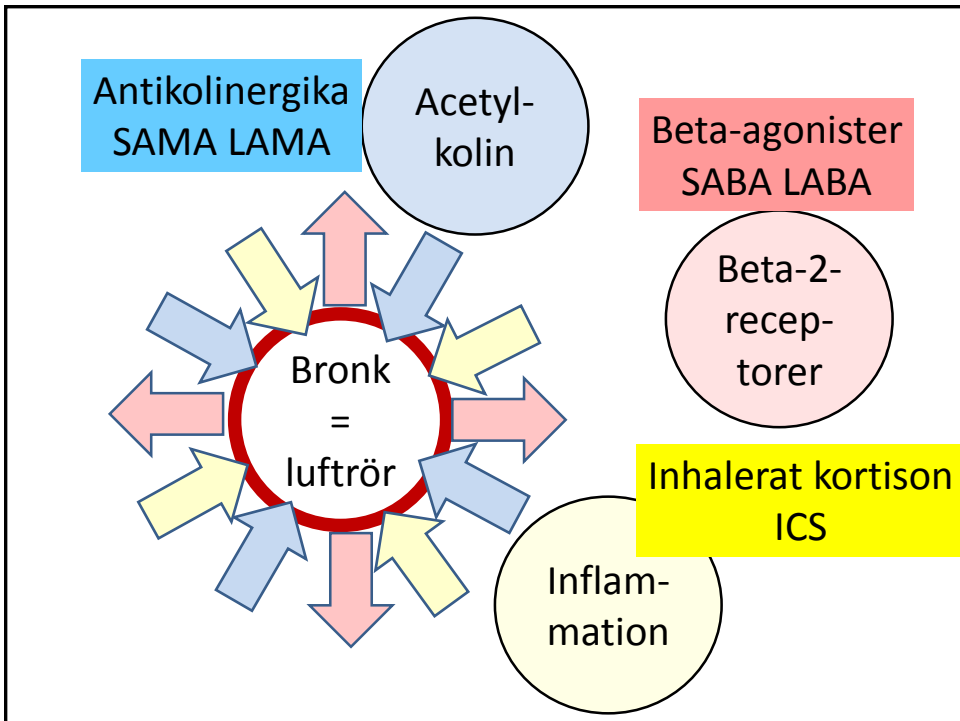 Antikolinergika
SAMA LAMA
Acetyl-
kolin
Beta-agonister
SABA LABA
Beta-2-
recep-
torer
Bronk
=
luftrör
Inhalerat kortison
ICS
Inflam-
mation